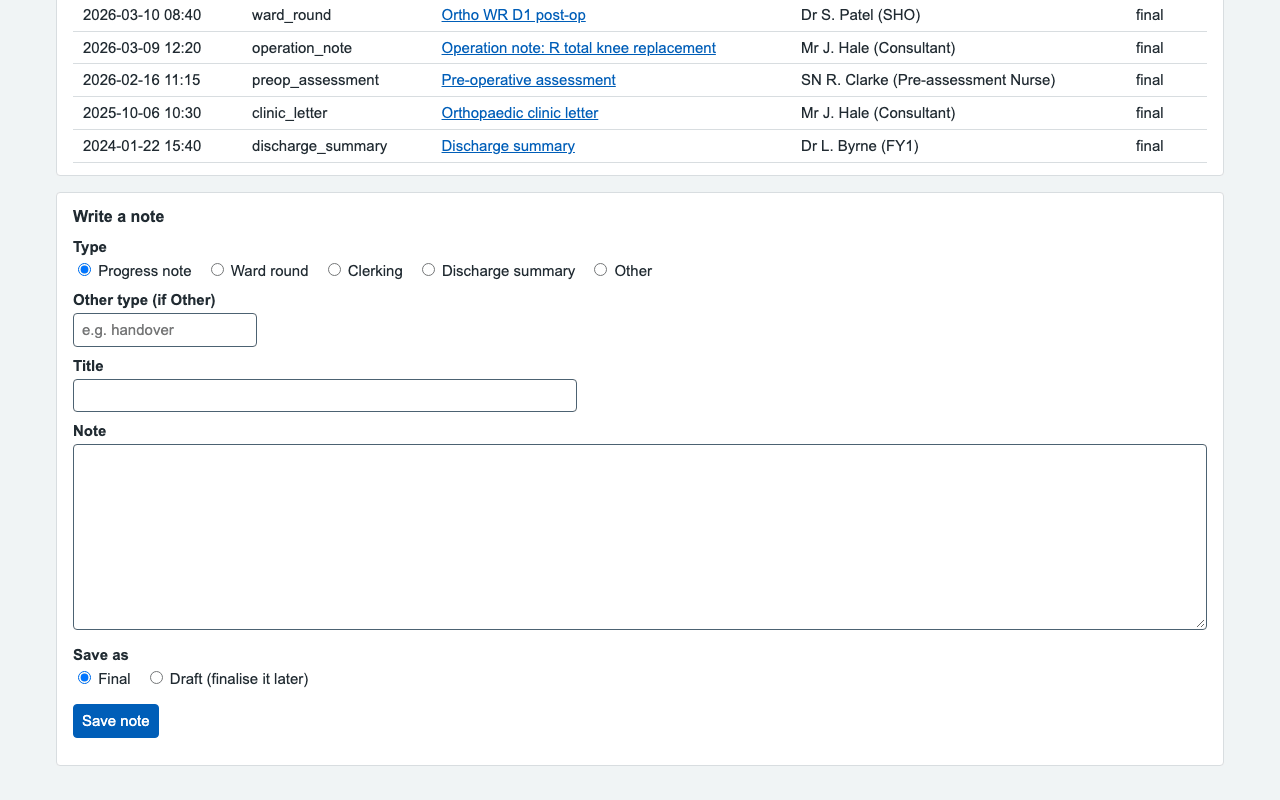 2026-03-10 08:40 ward_round Ortho WR D1 post-op Dr S. Patel (SHO) final
2026-03-09 12:20 operation_note Operation note: R total knee replacement Mr J. Hale (Consultant) final
2026-02-16 11:15 preop_assessment Pre-operative assessment SN R. Clarke (Pre-assessment Nurse) final
2025-10-06 10:30 clinic_letter Orthopaedic clinic letter Mr J. Hale (Consultant) final
2024-01-22 15:40 discharge_summary Discharge summary Dr L. Byrne (FY1) final
Write a note
Type
Progress note Ward round Clerking Discharge summary Other
Other type (if Other)
e.g. handover
Title
Note
Save as
Final Draft (finalise it later)
Save note